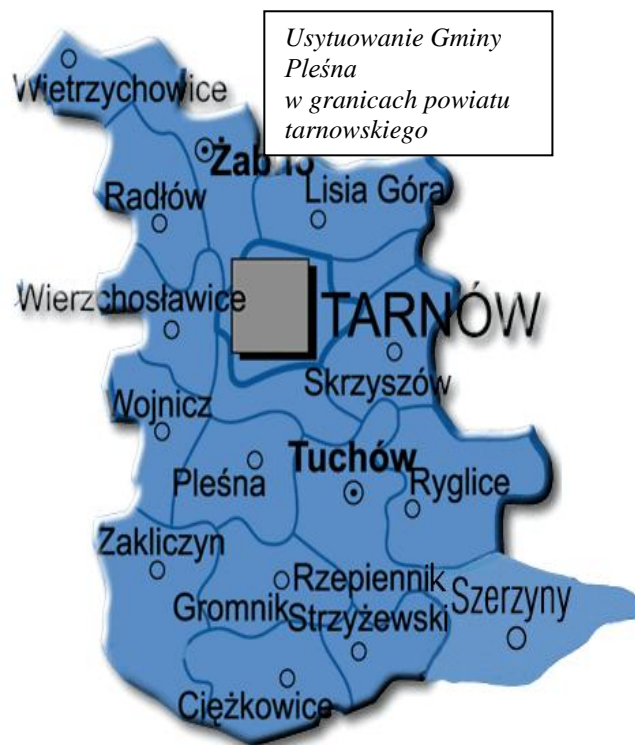 Usytuowanie Gminy
Pleśna
w granicach powiatu
tarnowskiego
Wietrzychowice
Radłów
Lisia Góra
Wierzchosławice
TARNÓW
Skrzyszów
Wojnicz
Tuchów
Pleśna
Ryglice
Zakliczyn
Rzepiennik
Strzyżewski
Szerzyny
Gromnik
Ciężkowice